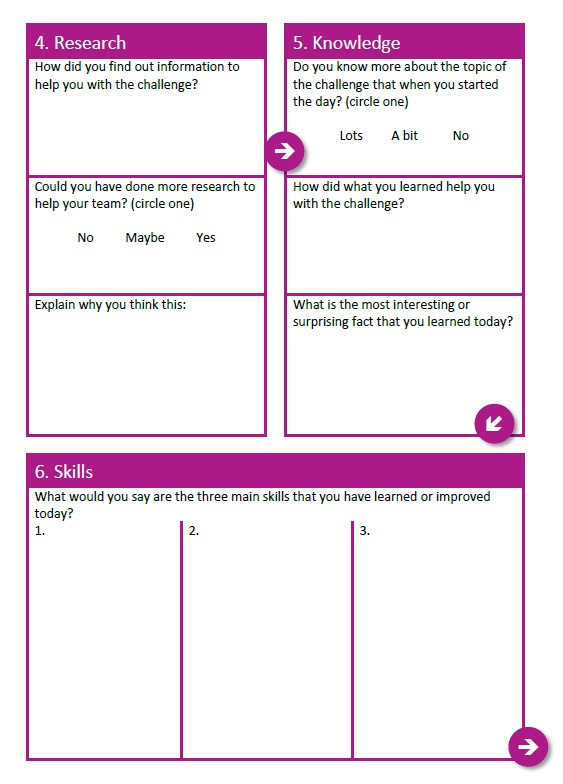 4. Research
How did you find out information to
help you with the challenge?
Could you have done more research to
help your team? (circle one)
No Maybe Yes
Explain why you think this:
5. Knowledge
Do you know more about the topic of
the challenge that when you started
the day? (circle one)
Lots A bit No
How did what you learned help you
with the challenge?
What is the most interesting or
surprising fact that you learned today?
6. Skills
What would you say are the three main skills that you have learned or improved
today?
1.
2.
3.